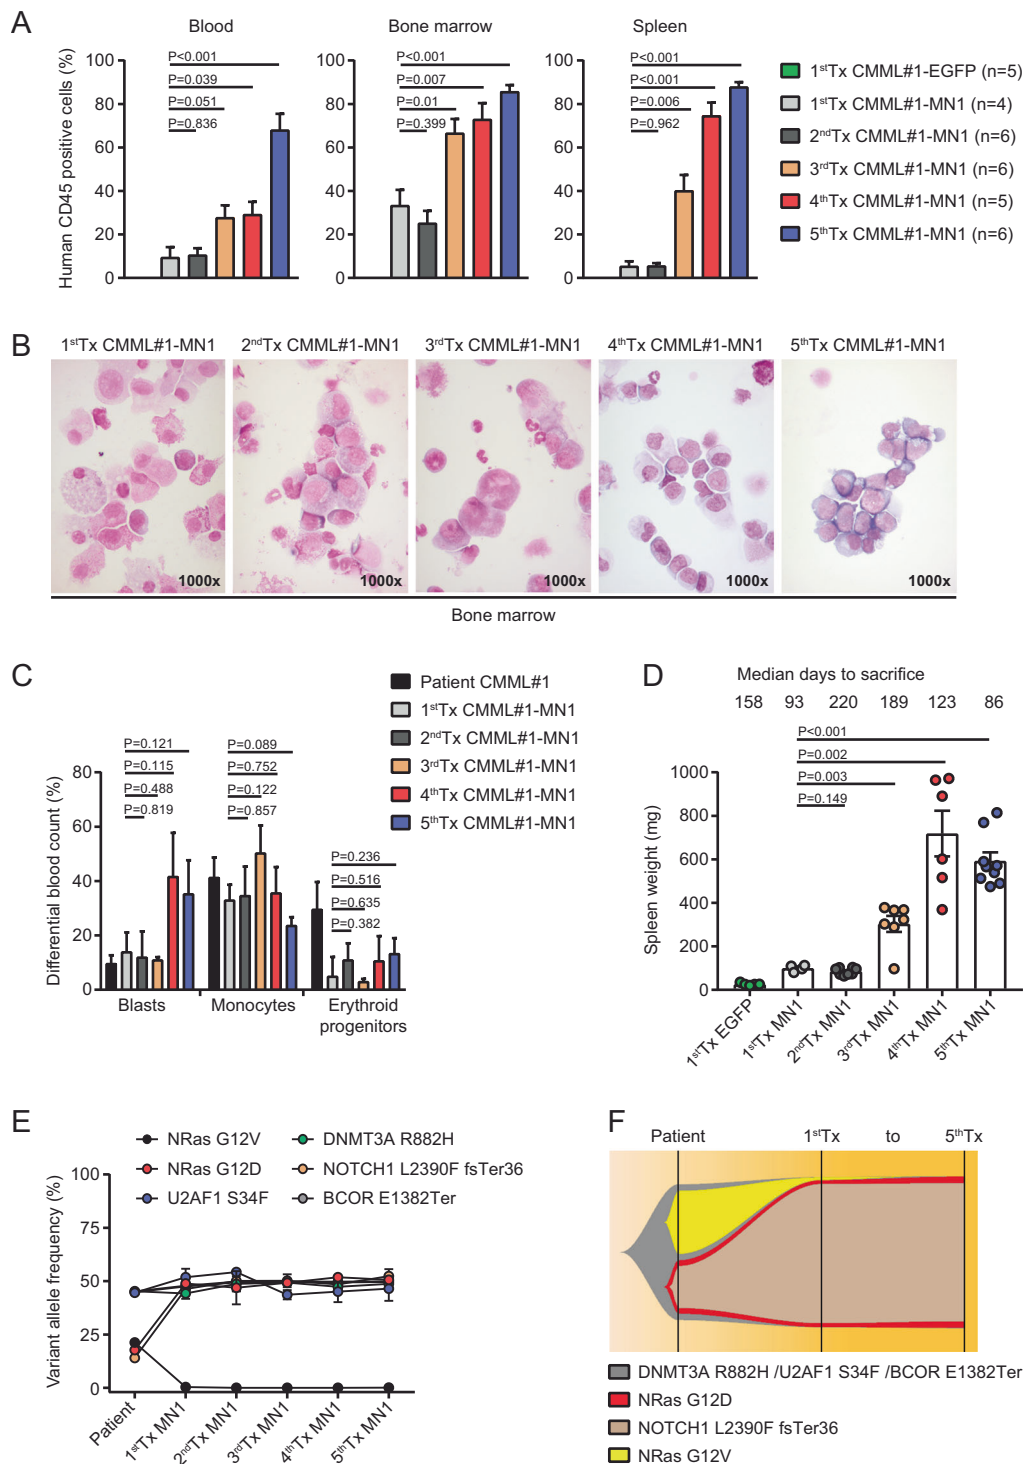 A
Blood
Bone marrow
Spleen
Human CD45 positive cells (%)
100
80
60
40
20
0
P<0.001
P=0.039
P=0.051
P=0.836
100
80
60
40
20
0
P<0.001
P=0.007
P=0.01
P=0.399
100
80
60
40
20
0
P<0.001
P<0.001
P=0.006
P=0.962
1stTx CMML#1-EGFP (n=5)
1stTx CMML#1-MN1 (n=4)
2ndTx CMML#1-MN1 (n=6)
3rdTx CMML#1-MN1 (n=6)
4thTx CMML#1-MN1 (n=5)
5thTx CMML#1-MN1 (n=6)
B
1stTx CMML#1-MN1
2ndTx CMML#1-MN1
3rdTx CMML#1-MN1
4thTx CMML#1-MN1
5thTx CMML#1-MN1
1000x
1000x
1000x
1000x
1000x
Bone marrow
C
Patient CMML#1
1stTx CMML#1-MN1
2ndTx CMML#1-MN1
3rdTx CMML#1-MN1
4thTx CMML#1-MN1
5thTx CMML#1-MN1
Differential blood count (%)
80
60
40
20
0
P=0.121
P=0.115
P=0.488
P=0.819
P=0.089
P=0.752
P=0.122
P=0.857
P=0.236
P=0.516
P=0.635
P=0.382
Blasts
Monocytes
Erythroid
progenitors
D
Median days to sacrifice
158 93 220 189 123 86
P<0.001
P=0.002
P=0.003
P=0.149
Spleen weight (mg)
1000
800
600
400
200
0
1stTx EGFP
1stTx MN1
2ndTx MN1
3rdTx MN1
4thTx MN1
5thTx MN1
E
NRas G12V
NRas G12D
U2AF1 S34F
DNMT3A R882H
NOTCH1 L2390F fsTer36
BCOR E1382Ter
Variant allele frequency (%)
100
75
50
25
0
Patient
1stTx MN1
2ndTx MN1
3rdTx MN1
4thTx MN1
5thTx MN1
F
Patient
1stTx to 5thTx
DNMT3A R882H /U2AF1 S34F /BCOR E1382Ter
NRas G12D
NOTCH1 L2390F fsTer36
NRas G12V